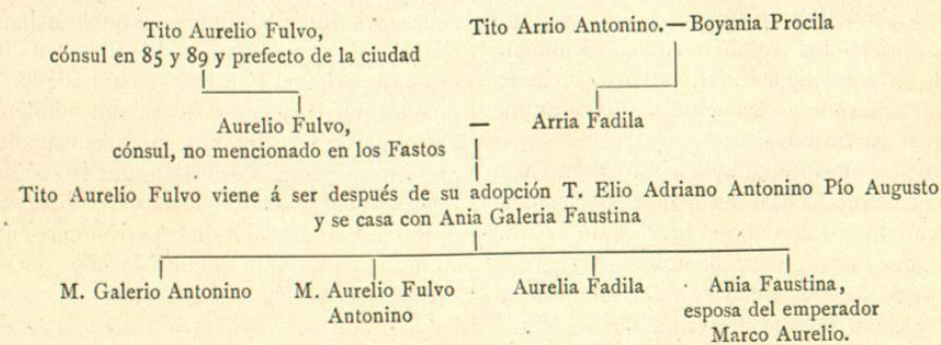 Tito Aurelio Fulvo,
cónsul en 85 y 89 y prefecto de la ciudad
Tito Arrio Antonino.—Boyania Procila
Aurelio Fulvo,
cónsul, no mencionado en los Fastos
—
Arria Fadila
Tito Aurelio Fulvo viene á ser después de su adopción T. Elio Adriano Antonino Pío Augusto
y se casa con Ania Galeria Faustina
M. Galerio Antonino
M. Aurelio Fulvo
Antonino
Aurelia Fadila
Ania Faustina,
esposa del emperador
Marco Aurelio.